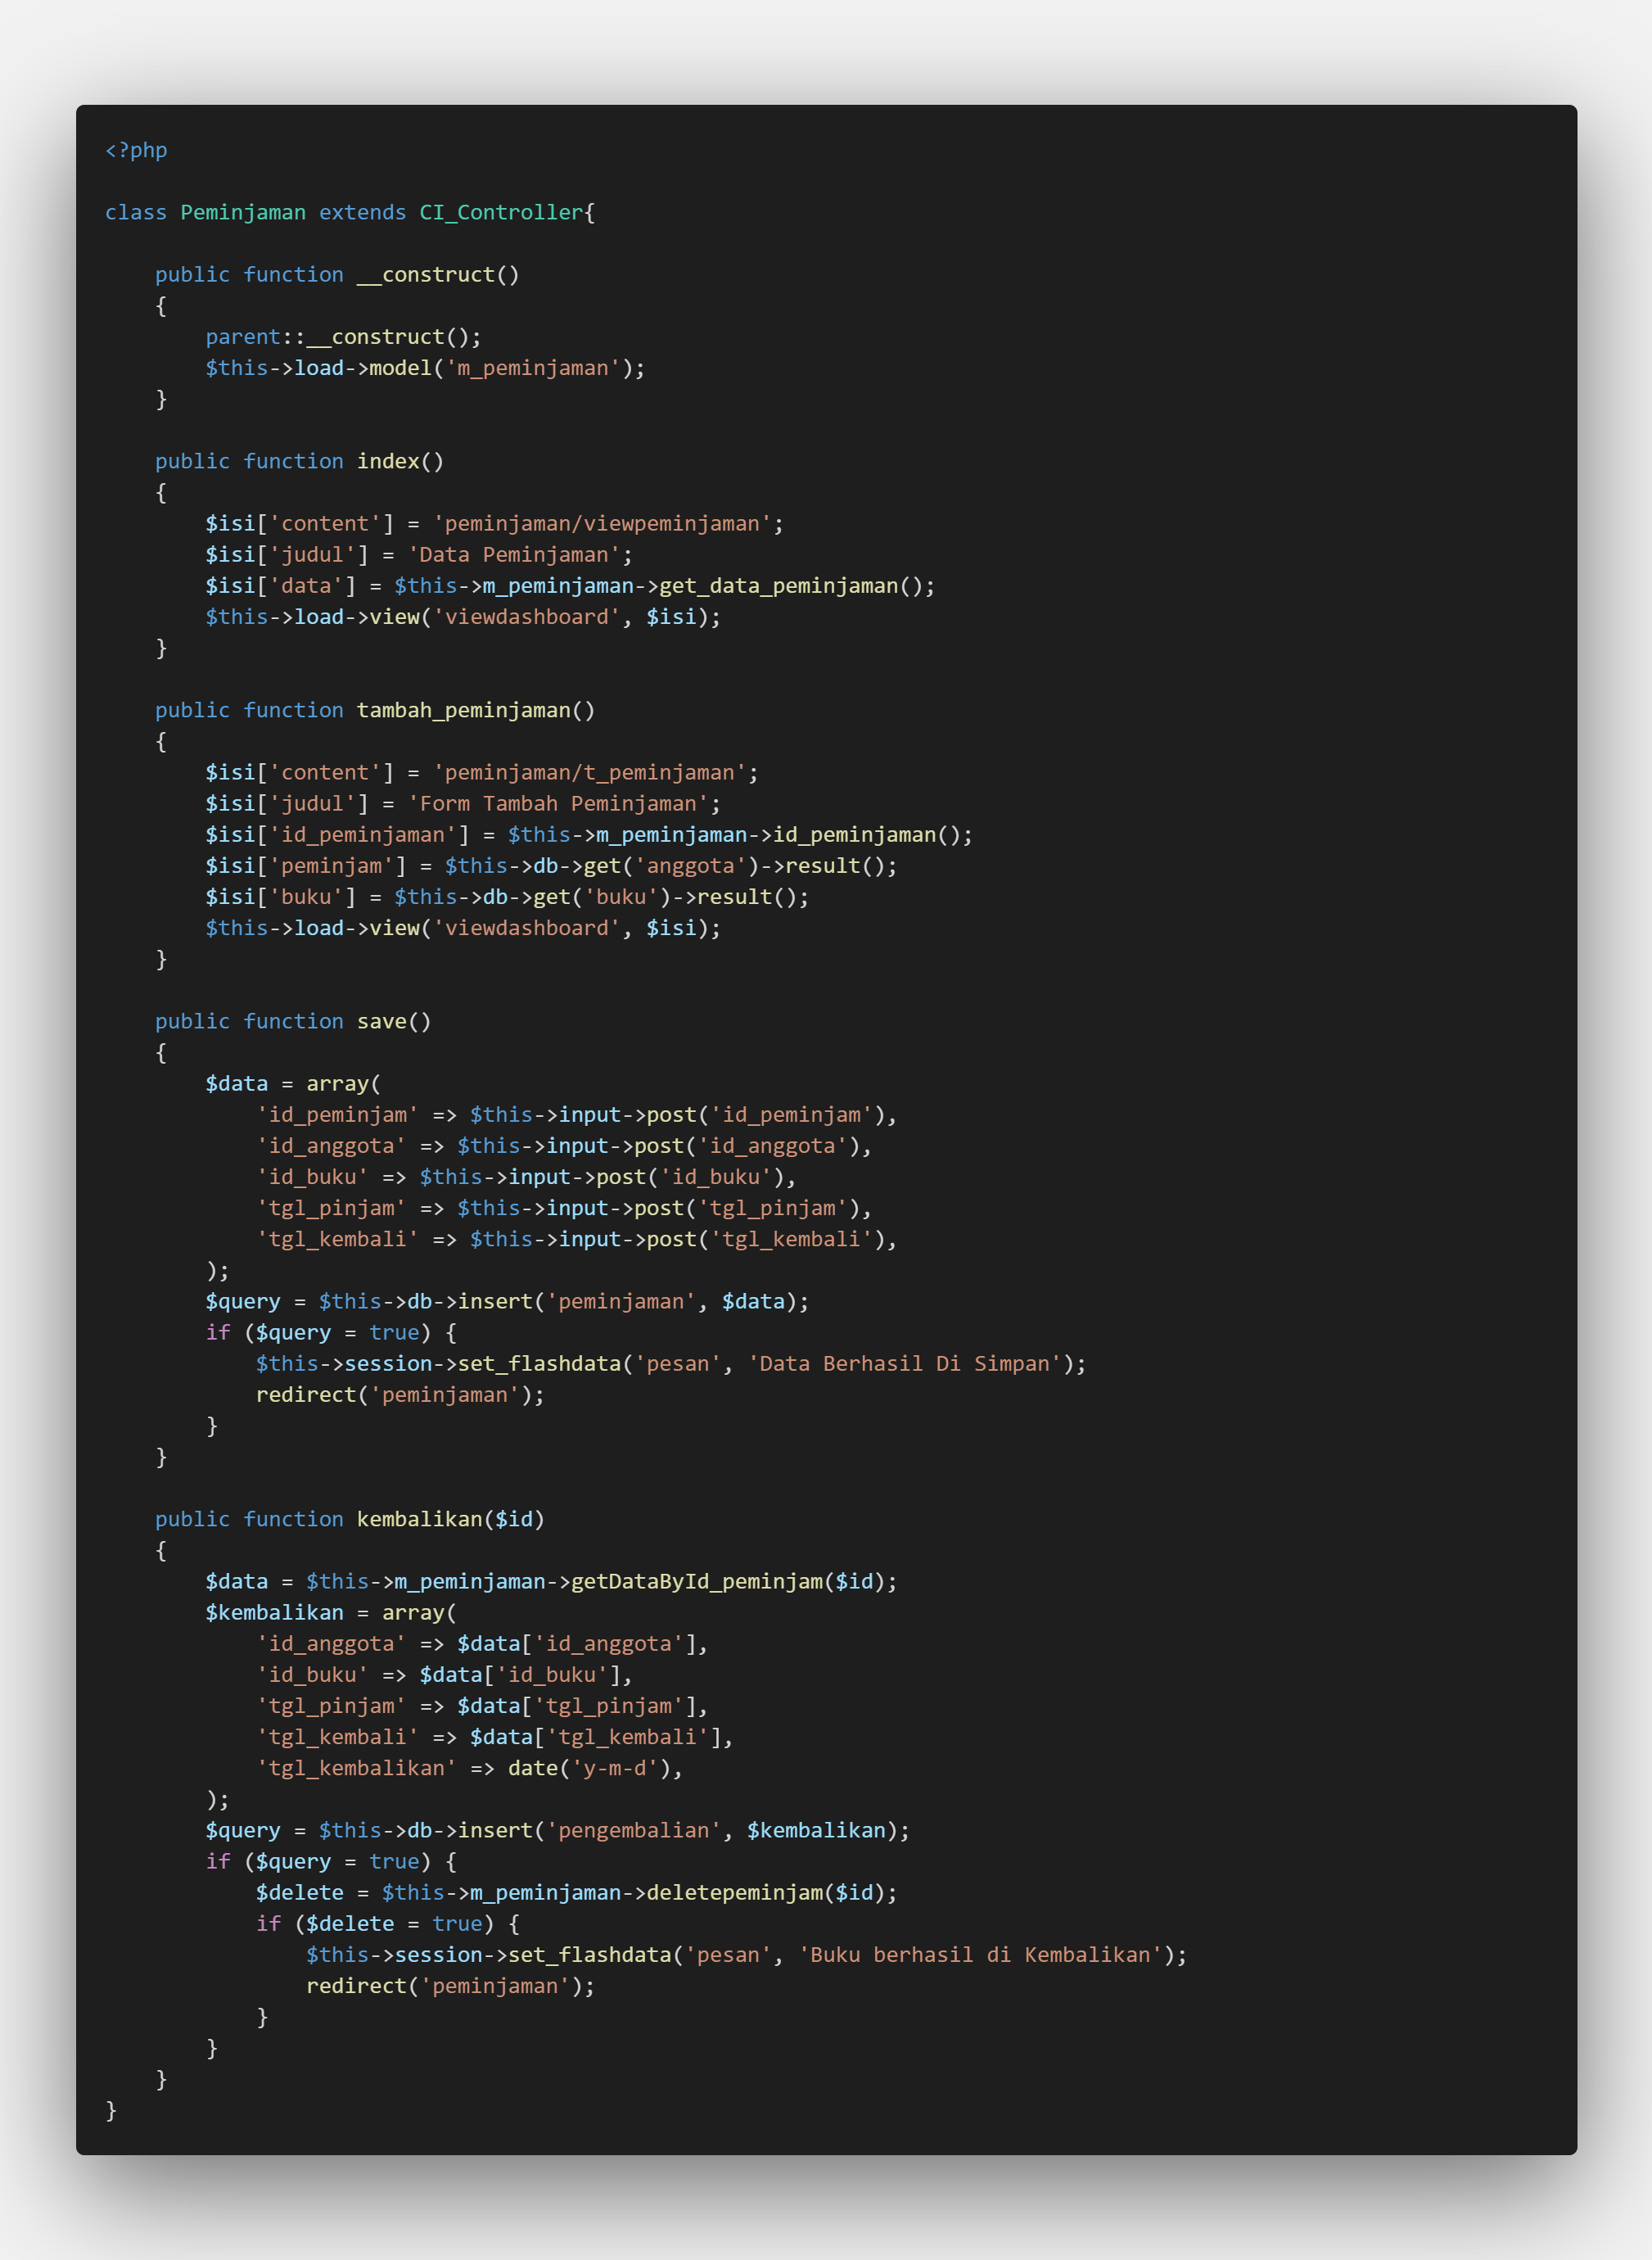 <?php

class Peminjaman extends CI_Controller{

    public function __construct()
    {
        parent::__construct();
        $this->load->model('m_peminjaman');
    }

    public function index()
    {
        $isi['content'] = 'peminjaman/viewpeminjaman';
        $isi['judul'] = 'Data Peminjaman';
        $isi['data'] = $this->m_peminjaman->get_data_peminjaman();
        $this->load->view('viewdashboard', $isi);
    }

    public function tambah_peminjaman()
    {
        $isi['content'] = 'peminjaman/t_peminjaman';
        $isi['judul'] = 'Form Tambah Peminjaman';
        $isi['id_peminjaman'] = $this->m_peminjaman->id_peminjaman();
        $isi['peminjam'] = $this->db->get('anggota')->result();
        $isi['buku'] = $this->db->get('buku')->result();
        $this->load->view('viewdashboard', $isi);
    }

    public function save()
    {
        $data = array(
            'id_peminjam' => $this->input->post('id_peminjam'),
            'id_anggota' => $this->input->post('id_anggota'),
            'id_buku' => $this->input->post('id_buku'),
            'tgl_pinjam' => $this->input->post('tgl_pinjam'),
            'tgl_kembali' => $this->input->post('tgl_kembali'),
        );
        $query = $this->db->insert('peminjaman', $data);
        if ($query = true) {
            $this->session->set_flashdata('pesan', 'Data Berhasil Di Simpan');
            redirect('peminjaman');
        }
    }

    public function kembalikan($id)
    {
        $data = $this->m_peminjaman->getDataById_peminjam($id);
        $kembalikan = array(
            'id_anggota' => $data['id_anggota'],
            'id_buku' => $data['id_buku'],
            'tgl_pinjam' => $data['tgl_pinjam'],
            'tgl_kembali' => $data['tgl_kembali'],
            'tgl_kembalikan' => date('y-m-d'),
        );
        $query = $this->db->insert('pengembalian', $kembalikan);
        if ($query = true) {
            $delete = $this->m_peminjaman->deletepeminjam($id);
            if ($delete = true) {
                $this->session->set_flashdata('pesan', 'Buku berhasil di Kembalikan');
                redirect('peminjaman');
            }
        }
    }
}